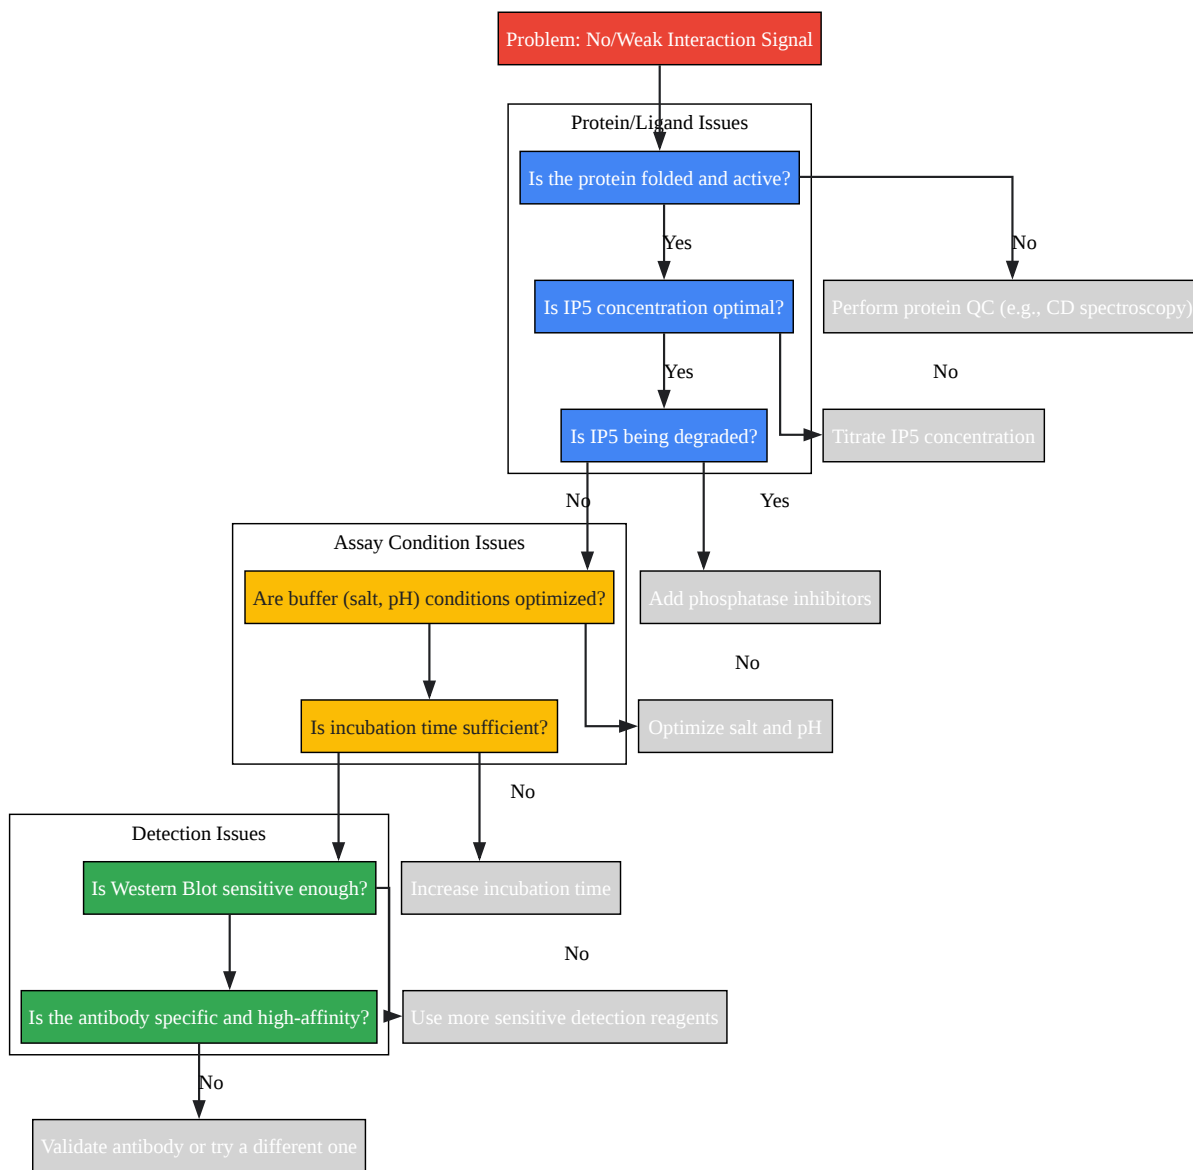 Problem: No/Weak Interaction Signal
Protein/Ligand Issues
Is the protein folded and active?
Yes
No
Is IP5 concentration optimal?
Perform protein QC (e.g., CD spectroscopy)
Yes
No
Is IP5 being degraded?
Titrate IP5 concentration
No
Yes
Assay Condition Issues
Are buffer (salt, pH) conditions optimized?
Add phosphatase inhibitors
No
Is incubation time sufficient?
Optimize salt and pH
No
Detection Issues
Is Western Blot sensitive enough?
Increase incubation time
No
Is the antibody specific and high-affinity?
Use more sensitive detection reagents
No
Validate antibody or try a different one